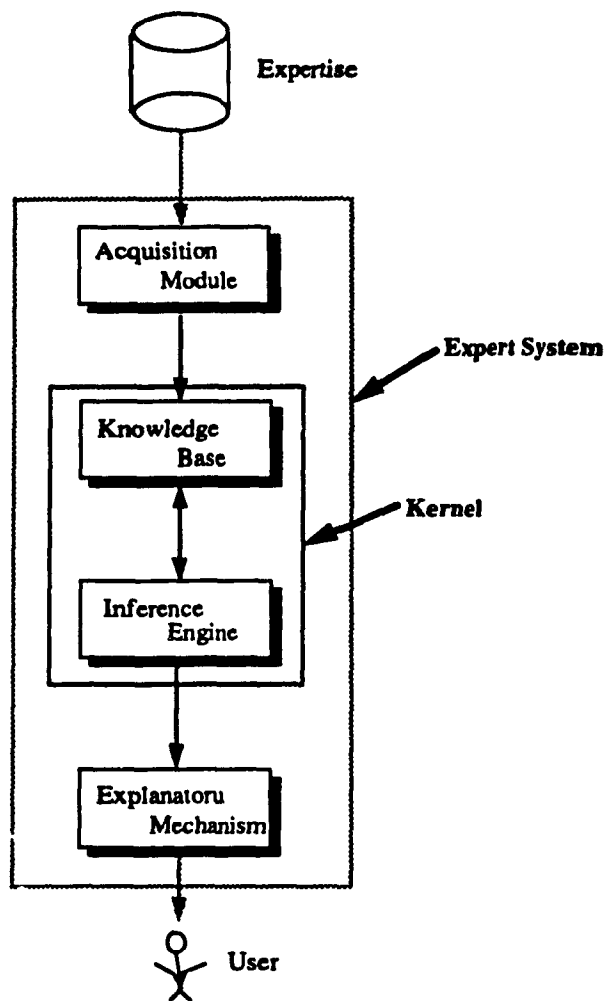 Expertise
Acquisition
Module
Expert System
Knowledge
Base
Kernel
Inference
Engine
Explanatoru
Mechanism
User